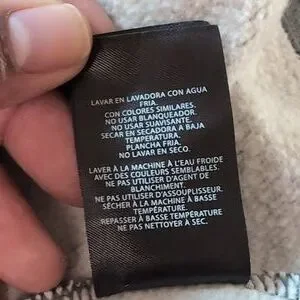 LAVAR EN LAVADORA CON AGUA
FRIA.
CON COLORES SIMILARES.
NO USAR BLANQUEADOR.
NO USAR SUAVISANTE.
SECAR EN SECADORA A BAJA
TEMPERATURA.
PLANCHA FRIA.
NO LAVAR EN SECO.
LAVER À LA MACHINE À L'EAU FROIDE
AVEC DES COULEURS SEMBLABLES.
NE PAS UTILISER D'AGENT DE
BLANCHIMENT.
NE PAS UTILISER D'ASSOUPLISSEUR.
SÉCHER À LA MACHINE À BASSE
TEMPÉRATURE.
REPASSER À BASSE TEMPÉRATURE
NE PAS NETTOYER À SEC.